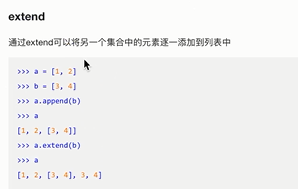 extend
通过extend可以将另一个集合中的元素逐一添加到列表中
>>> a = [1, 2]
>>> b = [3, 4]
>>> a.append(b)
>>> a
[1, 2, [3, 4]]
>>> a.extend(b)
>>> a
[1, 2, [3, 4], 3, 4]